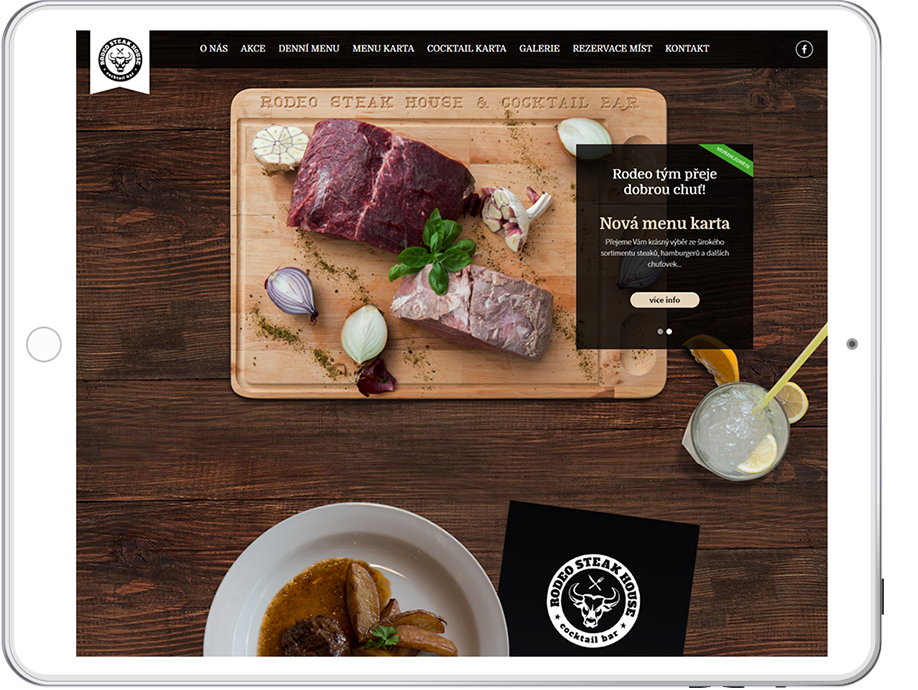 RODEO STEAK HOUSE
cocktail bar
O NÁS AKCE DENNÍ MENU MENU KARTA COCKTAIL KARTA GALERIE REZERVACE MÍST KONTAKT
f
RODEO STEAK HOUSE & COCKTAIL BAR
Rodeo tým přeje
dobrou chuť!
Nová menu karta
Přejeme Vám krásný výběr ze širokého
sortimentu steaků, hamburgerů a dalších
chuťovek...
více info
RODEO STEAK HOUSE
cocktail bar